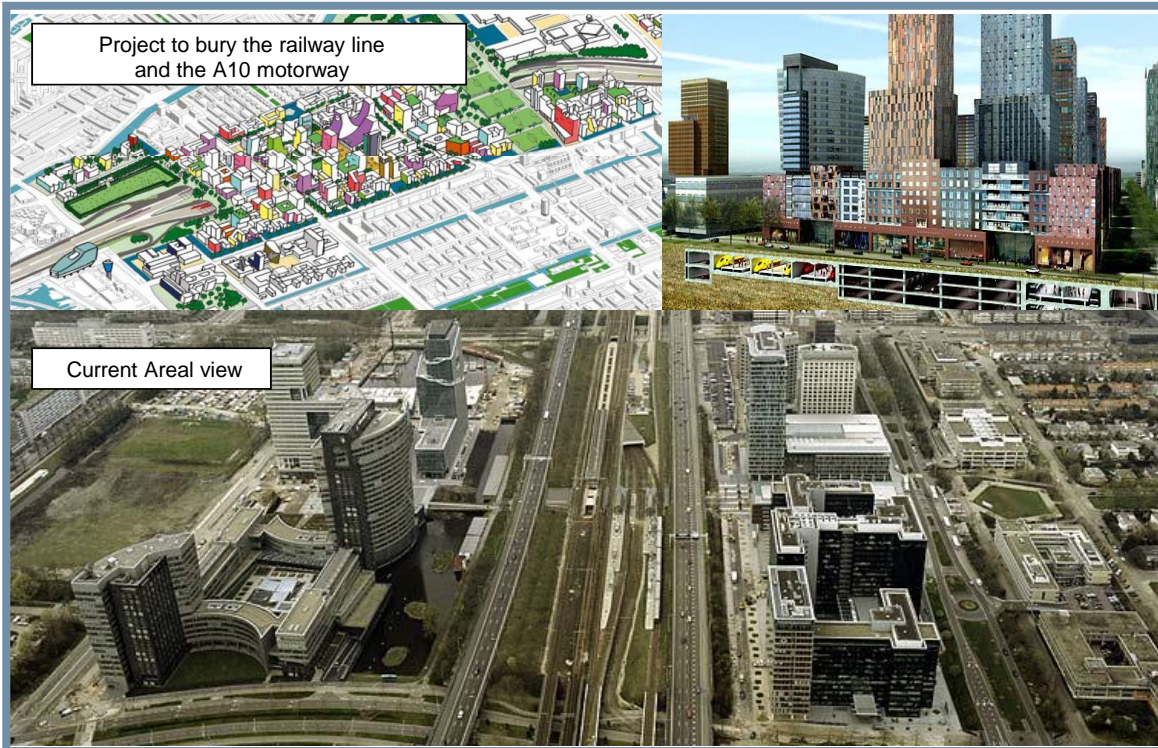 Project to bury the railway line
and the A10 motorway
Current Areal view